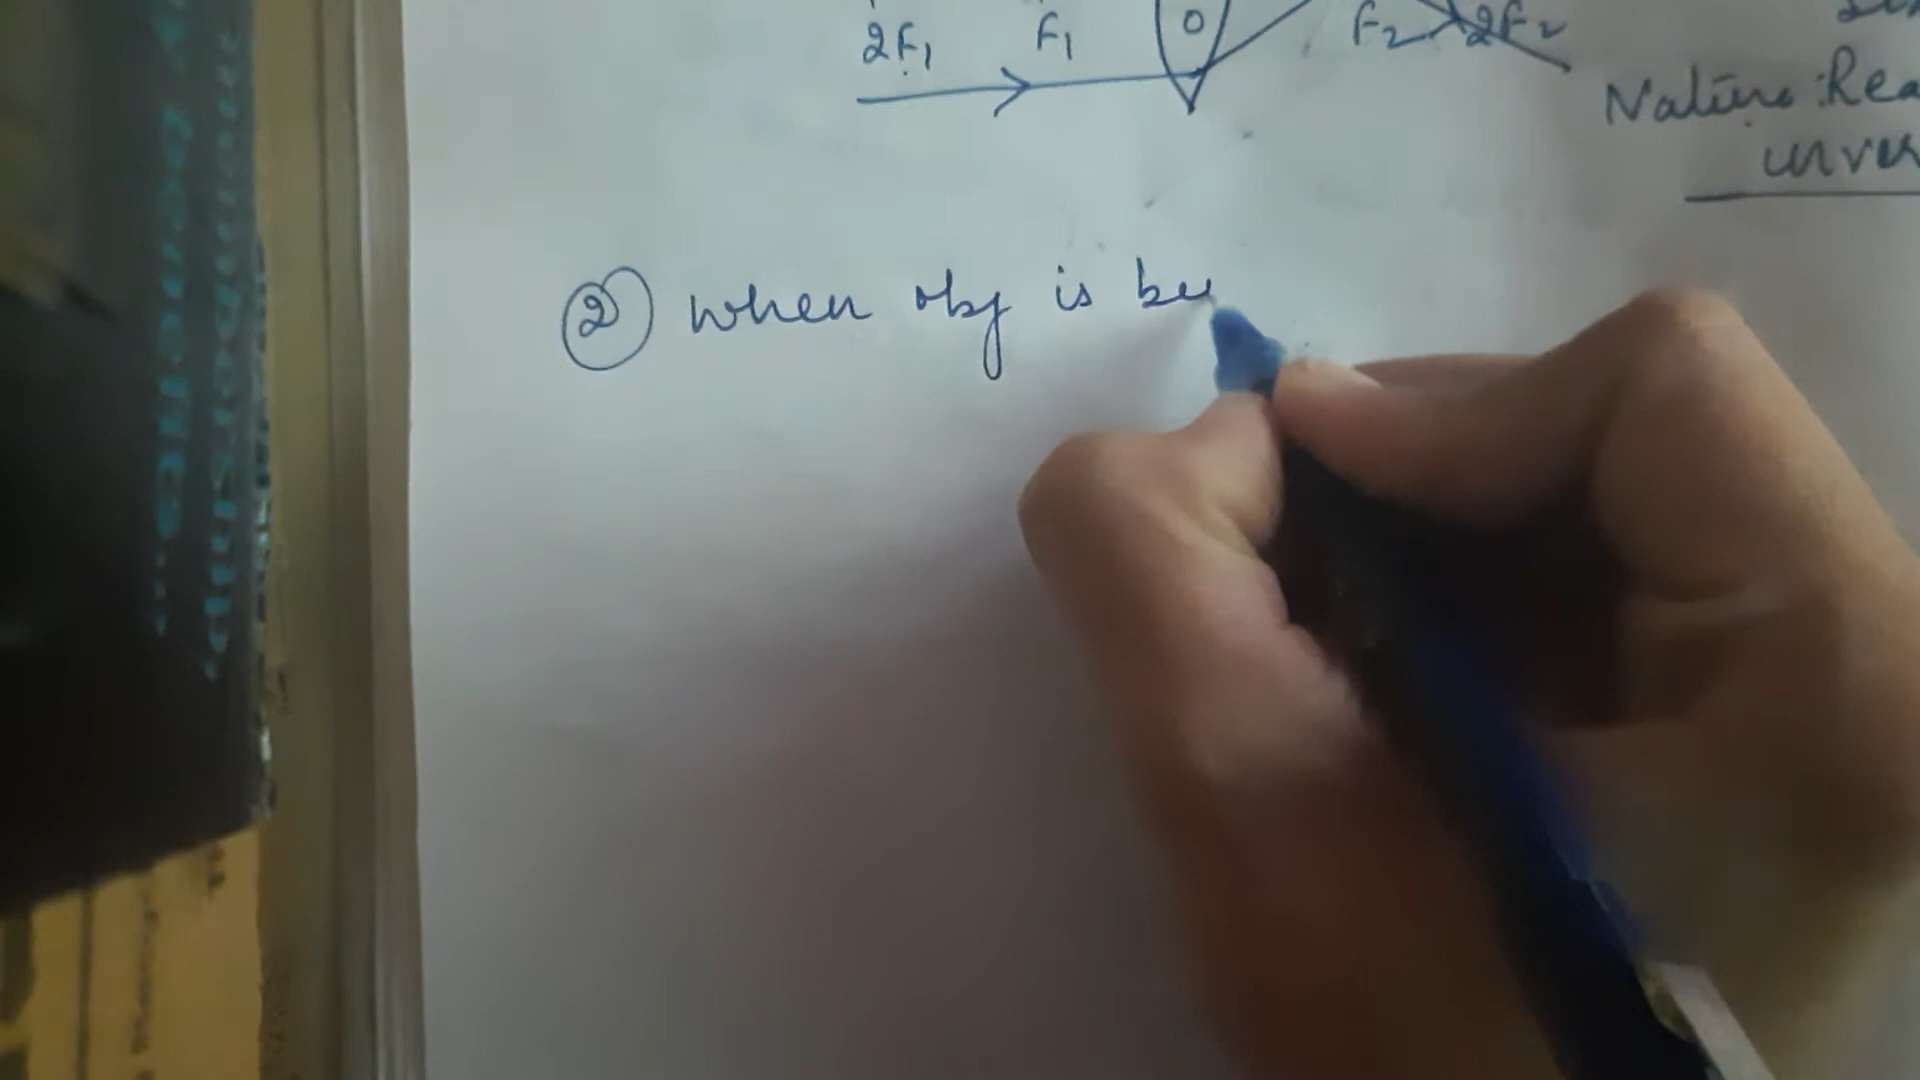 2F₁ F₁ O F₂ 2F₂
Nature: Rea
inver
② when obj is be